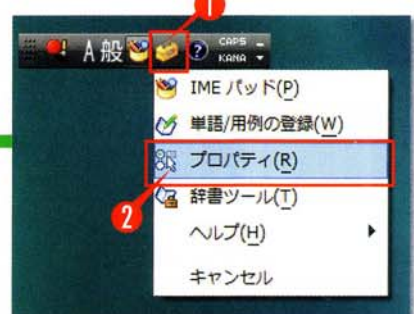 1
A 般 ? CAPS
KANA
IME パッド(P)
単語/用例の登録(W)
2 プロパティ(R)
辞書ツール(T)
ヘルプ(H)
キャンセル